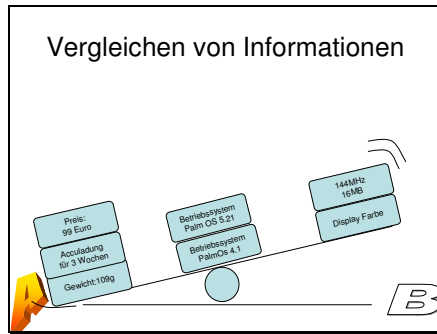 Vergleichen von Informationen
Preis:
99 Euro
Acculadung
für 3 Wochen
Gewicht:109g
Betriebssystem
Palm OS 5.21
Betriebssystem
PalmOs 4.1
144MHz
16MB
Display Farbe
A
B